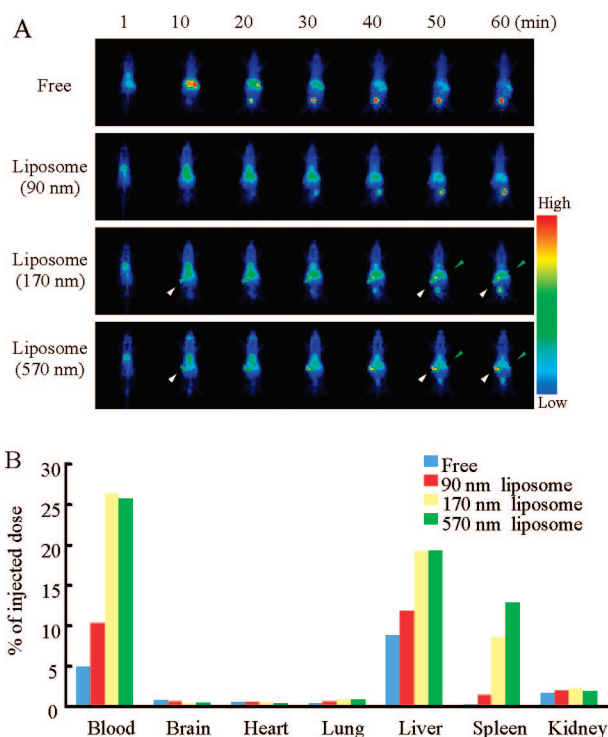 A
1 10 20 30 40 50 60 (min)
Free
Liposome
(90 nm)
Liposome
(170 nm)
Liposome
(570 nm)
High
Low
B
% of injected dose
30
25
20
15
10
5
0
Free
90 nm liposome
170 nm liposome
570 nm liposome
Blood Brain Heart Lung Liver Spleen Kidney